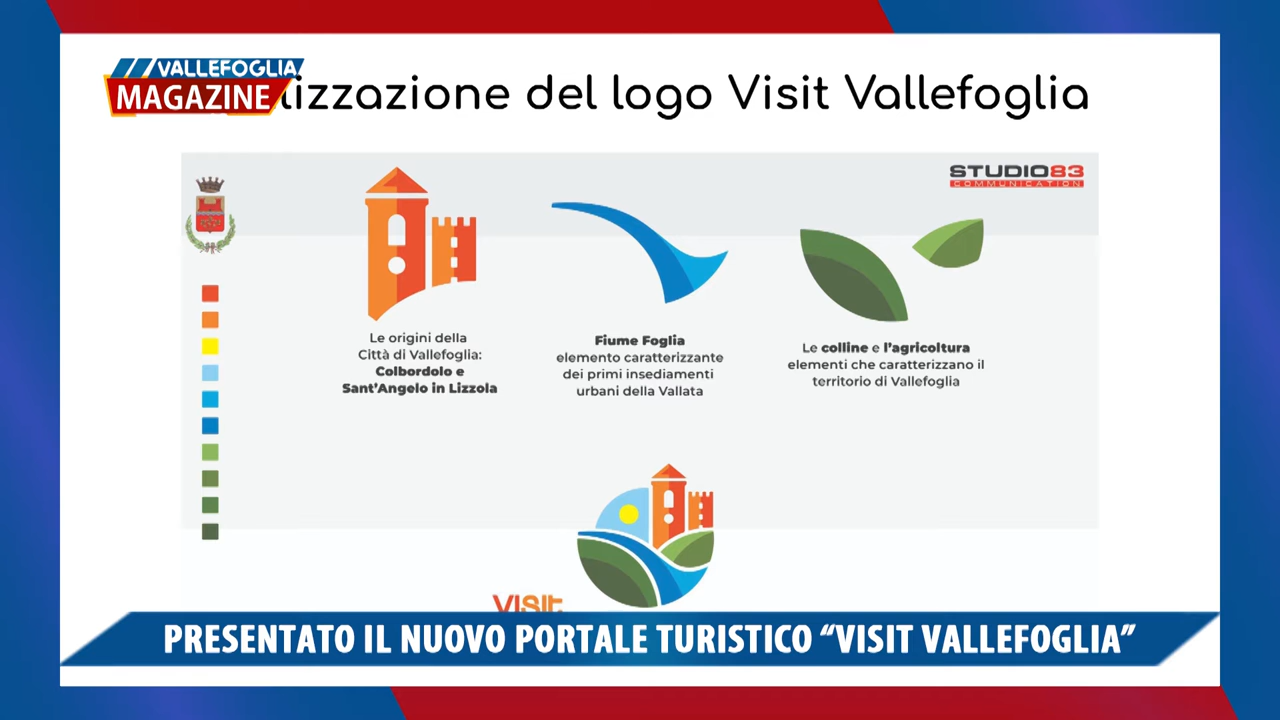 VALLEFOGLIA
MAGAZINE
lizzazione del logo Visit Vallefoglia
STUDIO83
COMMUNICATION
Le origini della
Città di Vallefoglia:
Colbordolo e
Sant'Angelo in Lizzola
Fiume Foglia
elemento caratterizzante
dei primi insediamenti
urbani della Vallata
Le colline e l'agricoltura
elementi che caratterizzano il
territorio di Vallefoglia
VISIt
PRESENTATO IL NUOVO PORTALE TURISTICO “VISIT VALLEFOGLIA”